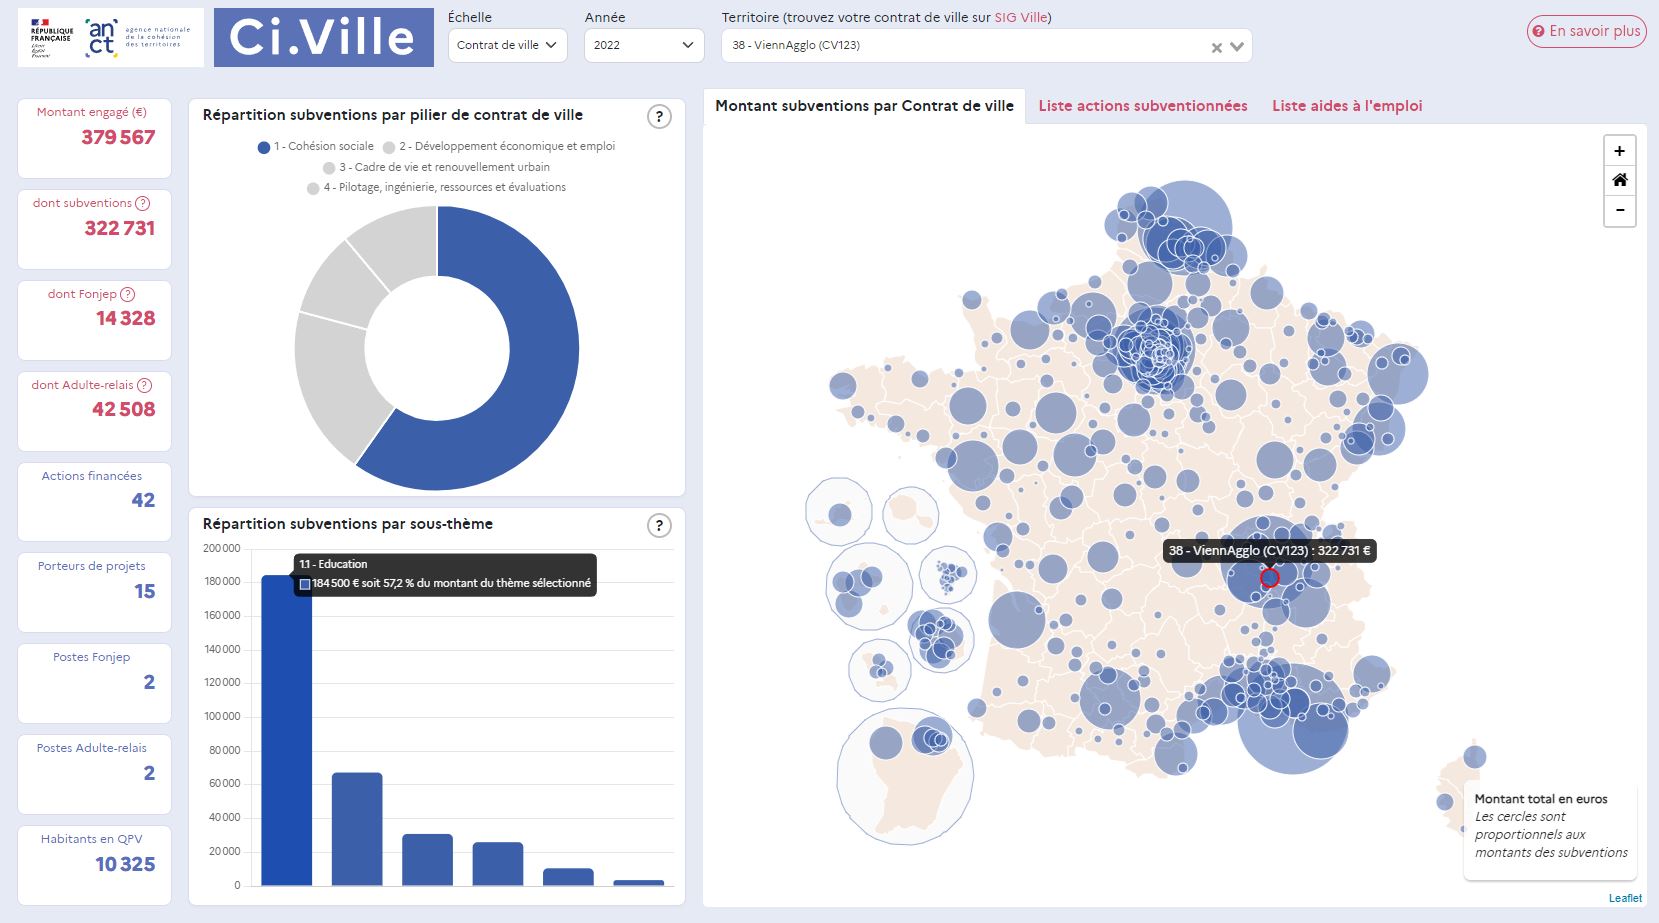 RÉPUBLIQUE
FRANÇAISE
Liberté
Égalité
Fraternité
an
ct
agence nationale
de la cohésion
des territoires
Ci.Ville
Échelle
Contrat de ville
Année
2022
Territoire (trouvez votre contrat de ville sur SIG Ville)
38 - ViennAgglo (CV123)
En savoir plus
Montant engagé (€)
379 567
dont subventions ?
322 731
dont Fonjep ?
14 328
dont Adulte-relais ?
42 508
Actions financées
42
Porteurs de projets
15
Postes Fonjep
2
Postes Adulte-relais
2
Habitants en QPV
10 325
Répartition subventions par pilier de contrat de ville
?
1 - Cohésion sociale
2 - Développement économique et emploi
3 - Cadre de vie et renouvellement urbain
4 - Pilotage, ingénierie, ressources et évaluations
Répartition subventions par sous-thème
?
200 000
180 000
160 000
140 000
120 000
100 000
80 000
60 000
40 000
20 000
0
11 - Education
184 500 € soit 57,2 % du montant du thème sélectionné
Montant subventions par Contrat de ville
Liste actions subventionnées
Liste aides à l'emploi
+
−
38 - ViennAgglo (CV123) : 322 731 €
Montant total en euros
Les cercles sont
proportionnels aux
montants des subventions
Leaflet